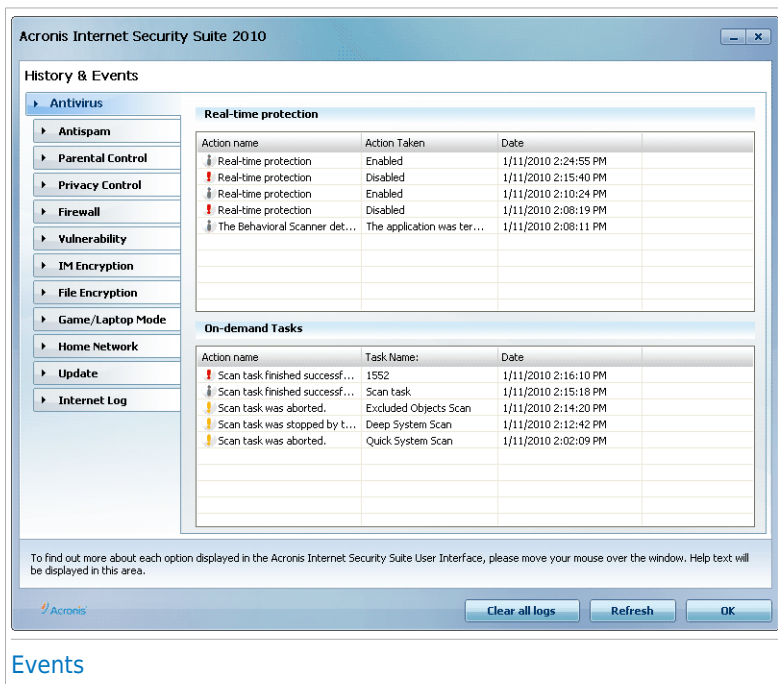 Acronis Internet Security Suite 2010
History & Events
Antivirus
Antispam
Parental Control
Privacy Control
Firewall
Vulnerability
IM Encryption
File Encryption
Game/Laptop Mode
Home Network
Update
Internet Log
Real-time protection
Action name Action Taken Date
Real-time protection Enabled 1/11/2010 2:24:55 PM
Real-time protection Disabled 1/11/2010 2:15:40 PM
Real-time protection Enabled 1/11/2010 2:10:24 PM
Real-time protection Disabled 1/11/2010 2:08:19 PM
The Behavioral Scanner det... The application was ter... 1/11/2010 2:08:11 PM
On-demand Tasks
Action name Task Name: Date
Scan task finished successf... 1552 1/11/2010 2:16:10 PM
Scan task finished successf... Scan task 1/11/2010 2:15:18 PM
Scan task was aborted. Excluded Objects Scan 1/11/2010 2:14:20 PM
Scan task was stopped by t... Deep System Scan 1/11/2010 2:12:42 PM
Scan task was aborted. Quick System Scan 1/11/2010 2:02:09 PM
To find out more about each option displayed in the Acronis Internet Security Suite User Interface, please move your mouse over the window. Help text will
be displayed in this area.
Acronis
Clear all logs Refresh OK
Events